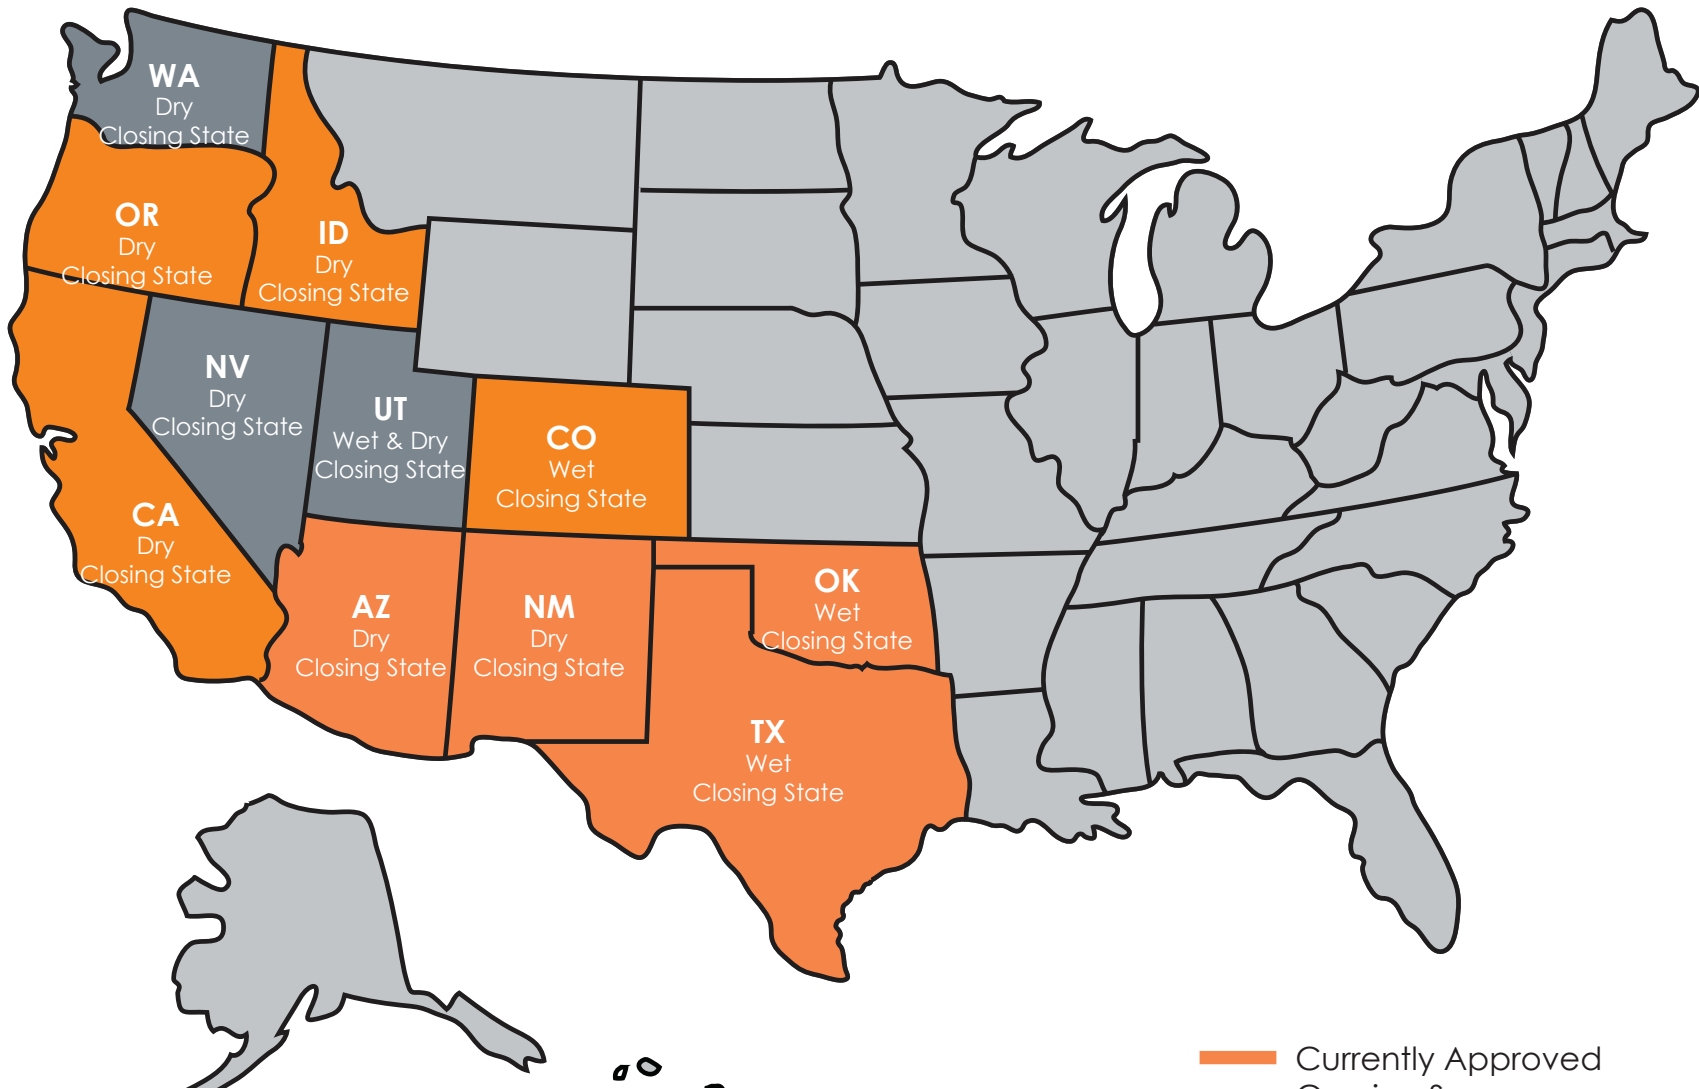 WA
Dry
Closing State
OR
Dry
Closing State
ID
Dry
Closing State
NV
Dry
Closing State
UT
Wet & Dry
Closing State
CO
Wet
Closing State
CA
Dry
Closing State
AZ
Dry
Closing State
NM
Dry
Closing State
OK
Wet
Closing State
TX
Wet
Closing State
Currently Approved